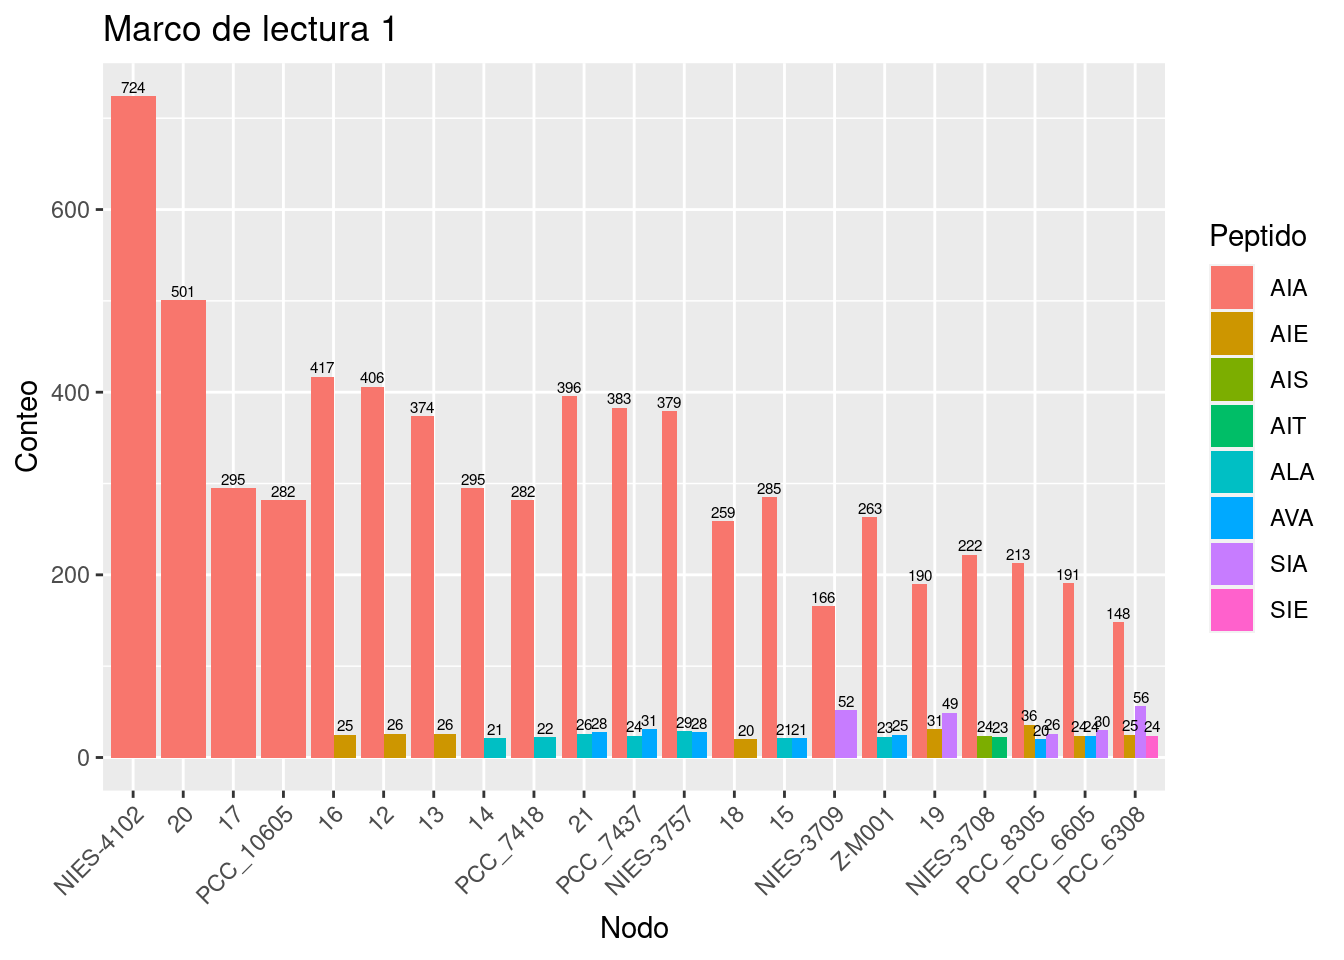 Marco de lectura 1
Conteo
600
400
200
0
724
501
295
282
417
25
406
26
374
26
295
21
282
22
396
26
28
383
24
31
379
29
28
259
20
285
21
21
166
52
263
23
25
190
31
49
222
24
23
213
36
20
26
191
24
24
30
148
25
56
24
NIES-4102
20
17
PCC_10605
16
12
13
14
PCC_7418
21
PCC_7437
NIES-3757
18
15
NIES-3709
Z-M001
19
NIES-3708
PCC_8305
PCC_6605
PCC_6308
Nodo
Peptido
AIA
AIE
AIS
AIT
ALA
AVA
SIA
SIE